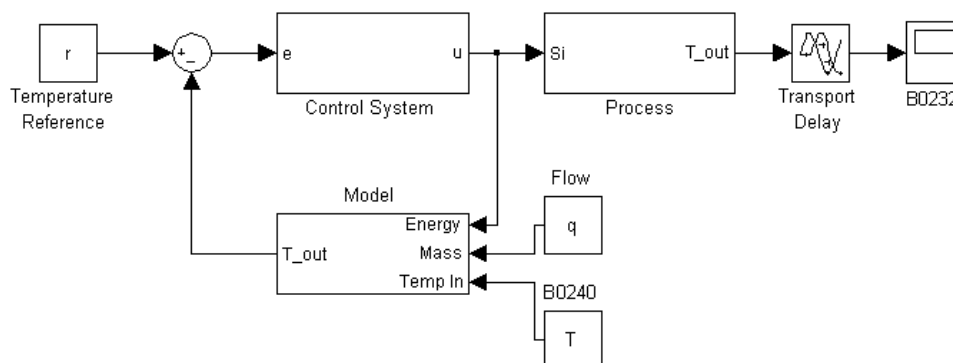 r
Temperature
Reference
+
−
e
u
Control System
Si
T_out
Process
Transport
Delay
B0232
Model
T_out
Energy
Mass
Temp In
Flow
q
B0240
T